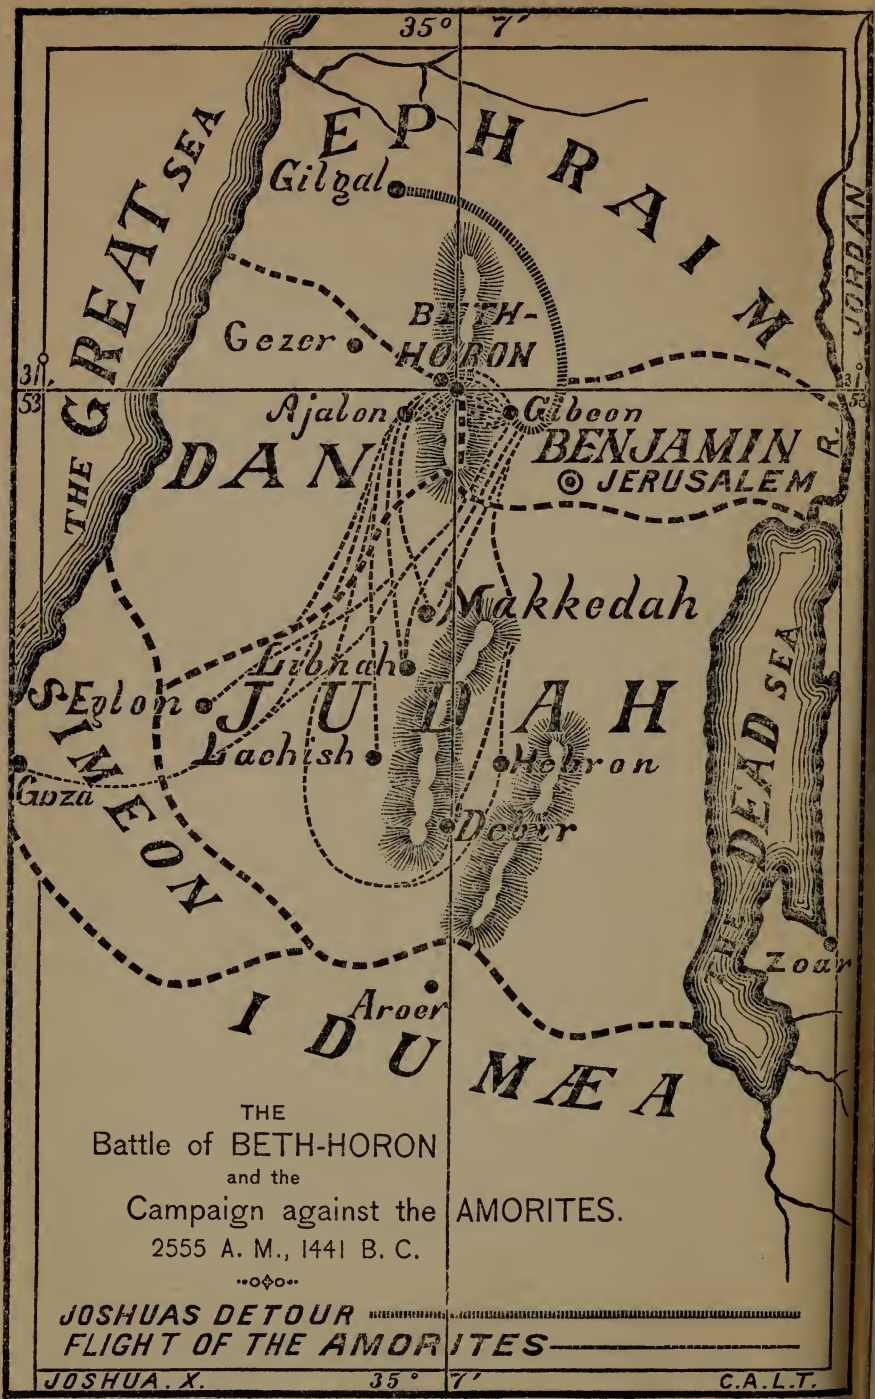 35° 7'
EPHRAIM
THE GREAT SEA
Gilgal
JORDAN
BETH-
HORON
Gezer
31°
53
31°
53
Ajalon
Gibeon
DAN
BENJAMIN
R.
JERUSALEM
Makkedah
Libnah
Eglon
JUDAH
SIMEON
THE DEAD SEA
Lachish
Hebron
Gaza
Debir
Zoar
Aroer
IDUMÆA
THE
Battle of BETH-HORON
and the
Campaign against the AMORITES.
2555 A. M., 1441 B. C.
JOSHUAS DETOUR
FLIGHT OF THE AMORITES
JOSHUA. X.
35° 7'
C.A.L.T.